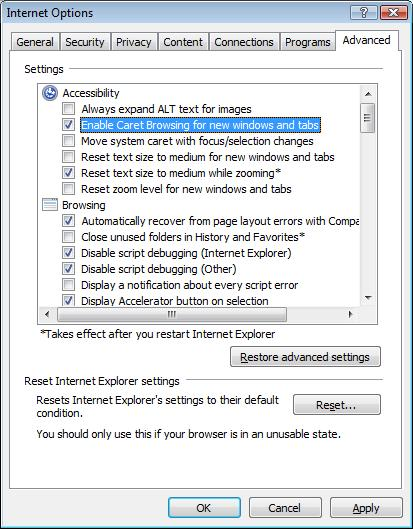 Internet Options
General Security Privacy Content Connections Programs Advanced
Settings
Accessibility
Always expand ALT text for images
Enable Caret Browsing for new windows and tabs
Move system caret with focus/selection changes
Reset text size to medium for new windows and tabs
Reset text size to medium while zooming*
Reset zoom level for new windows and tabs
Browsing
Automatically recover from page layout errors with Compa
Close unused folders in History and Favorites*
Disable script debugging (Internet Explorer)
Disable script debugging (Other)
Display a notification about every script error
Display Accelerator button on selection
*Takes effect after you restart Internet Explorer
Restore advanced settings
Reset Internet Explorer settings
Resets Internet Explorer's settings to their default
condition.
Reset...
You should only use this if your browser is in an unusable state.
OK Cancel Apply